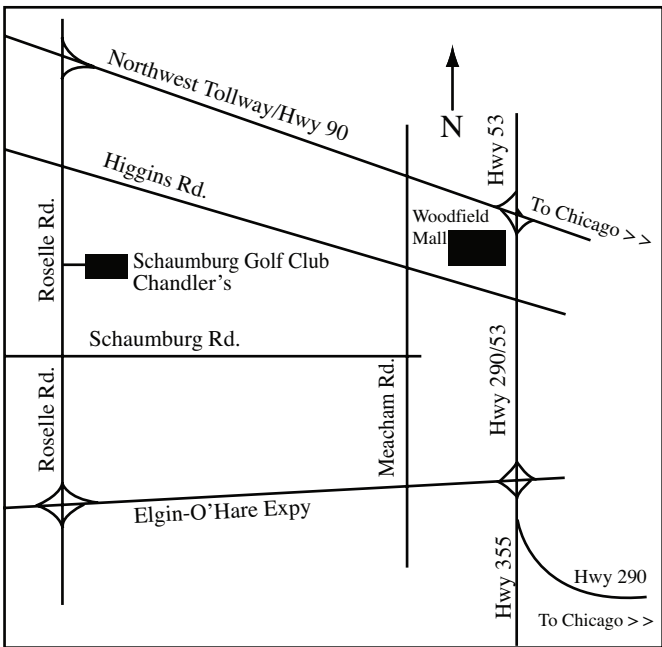 Northwest Tollway/Hwy 90
N
Hwy 53
Higgins Rd.
To Chicago >>
Woodfield
Mall
Roselle Rd.
Schaumburg Golf Club
Chandler's
Schaumburg Rd.
Hwy 290/53
Roselle Rd.
Meacham Rd.
Elgin-O'Hare Expy
Hwy 355
Hwy 290
To Chicago >>